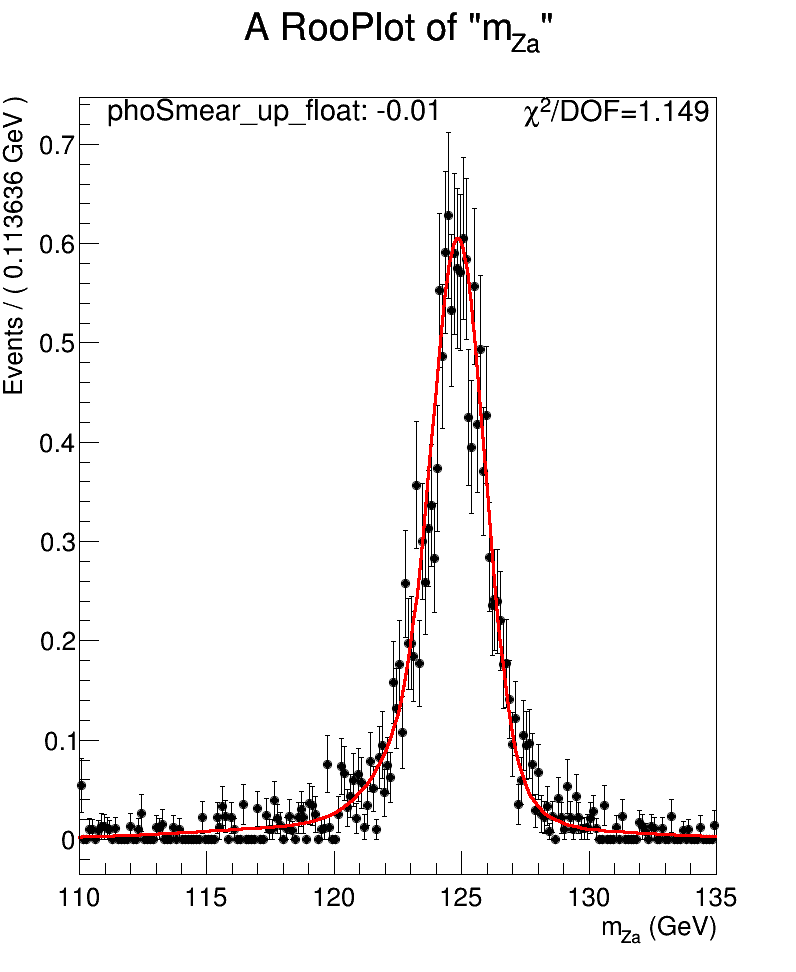 A RooPlot of "m_Za"
phoSmear_up_float: -0.01
χ²/DOF=1.149
Events / ( 0.113636 GeV )
0.7
0.6
0.5
0.4
0.3
0.2
0.1
0
110 115 120 125 130 135
m_Za (GeV)